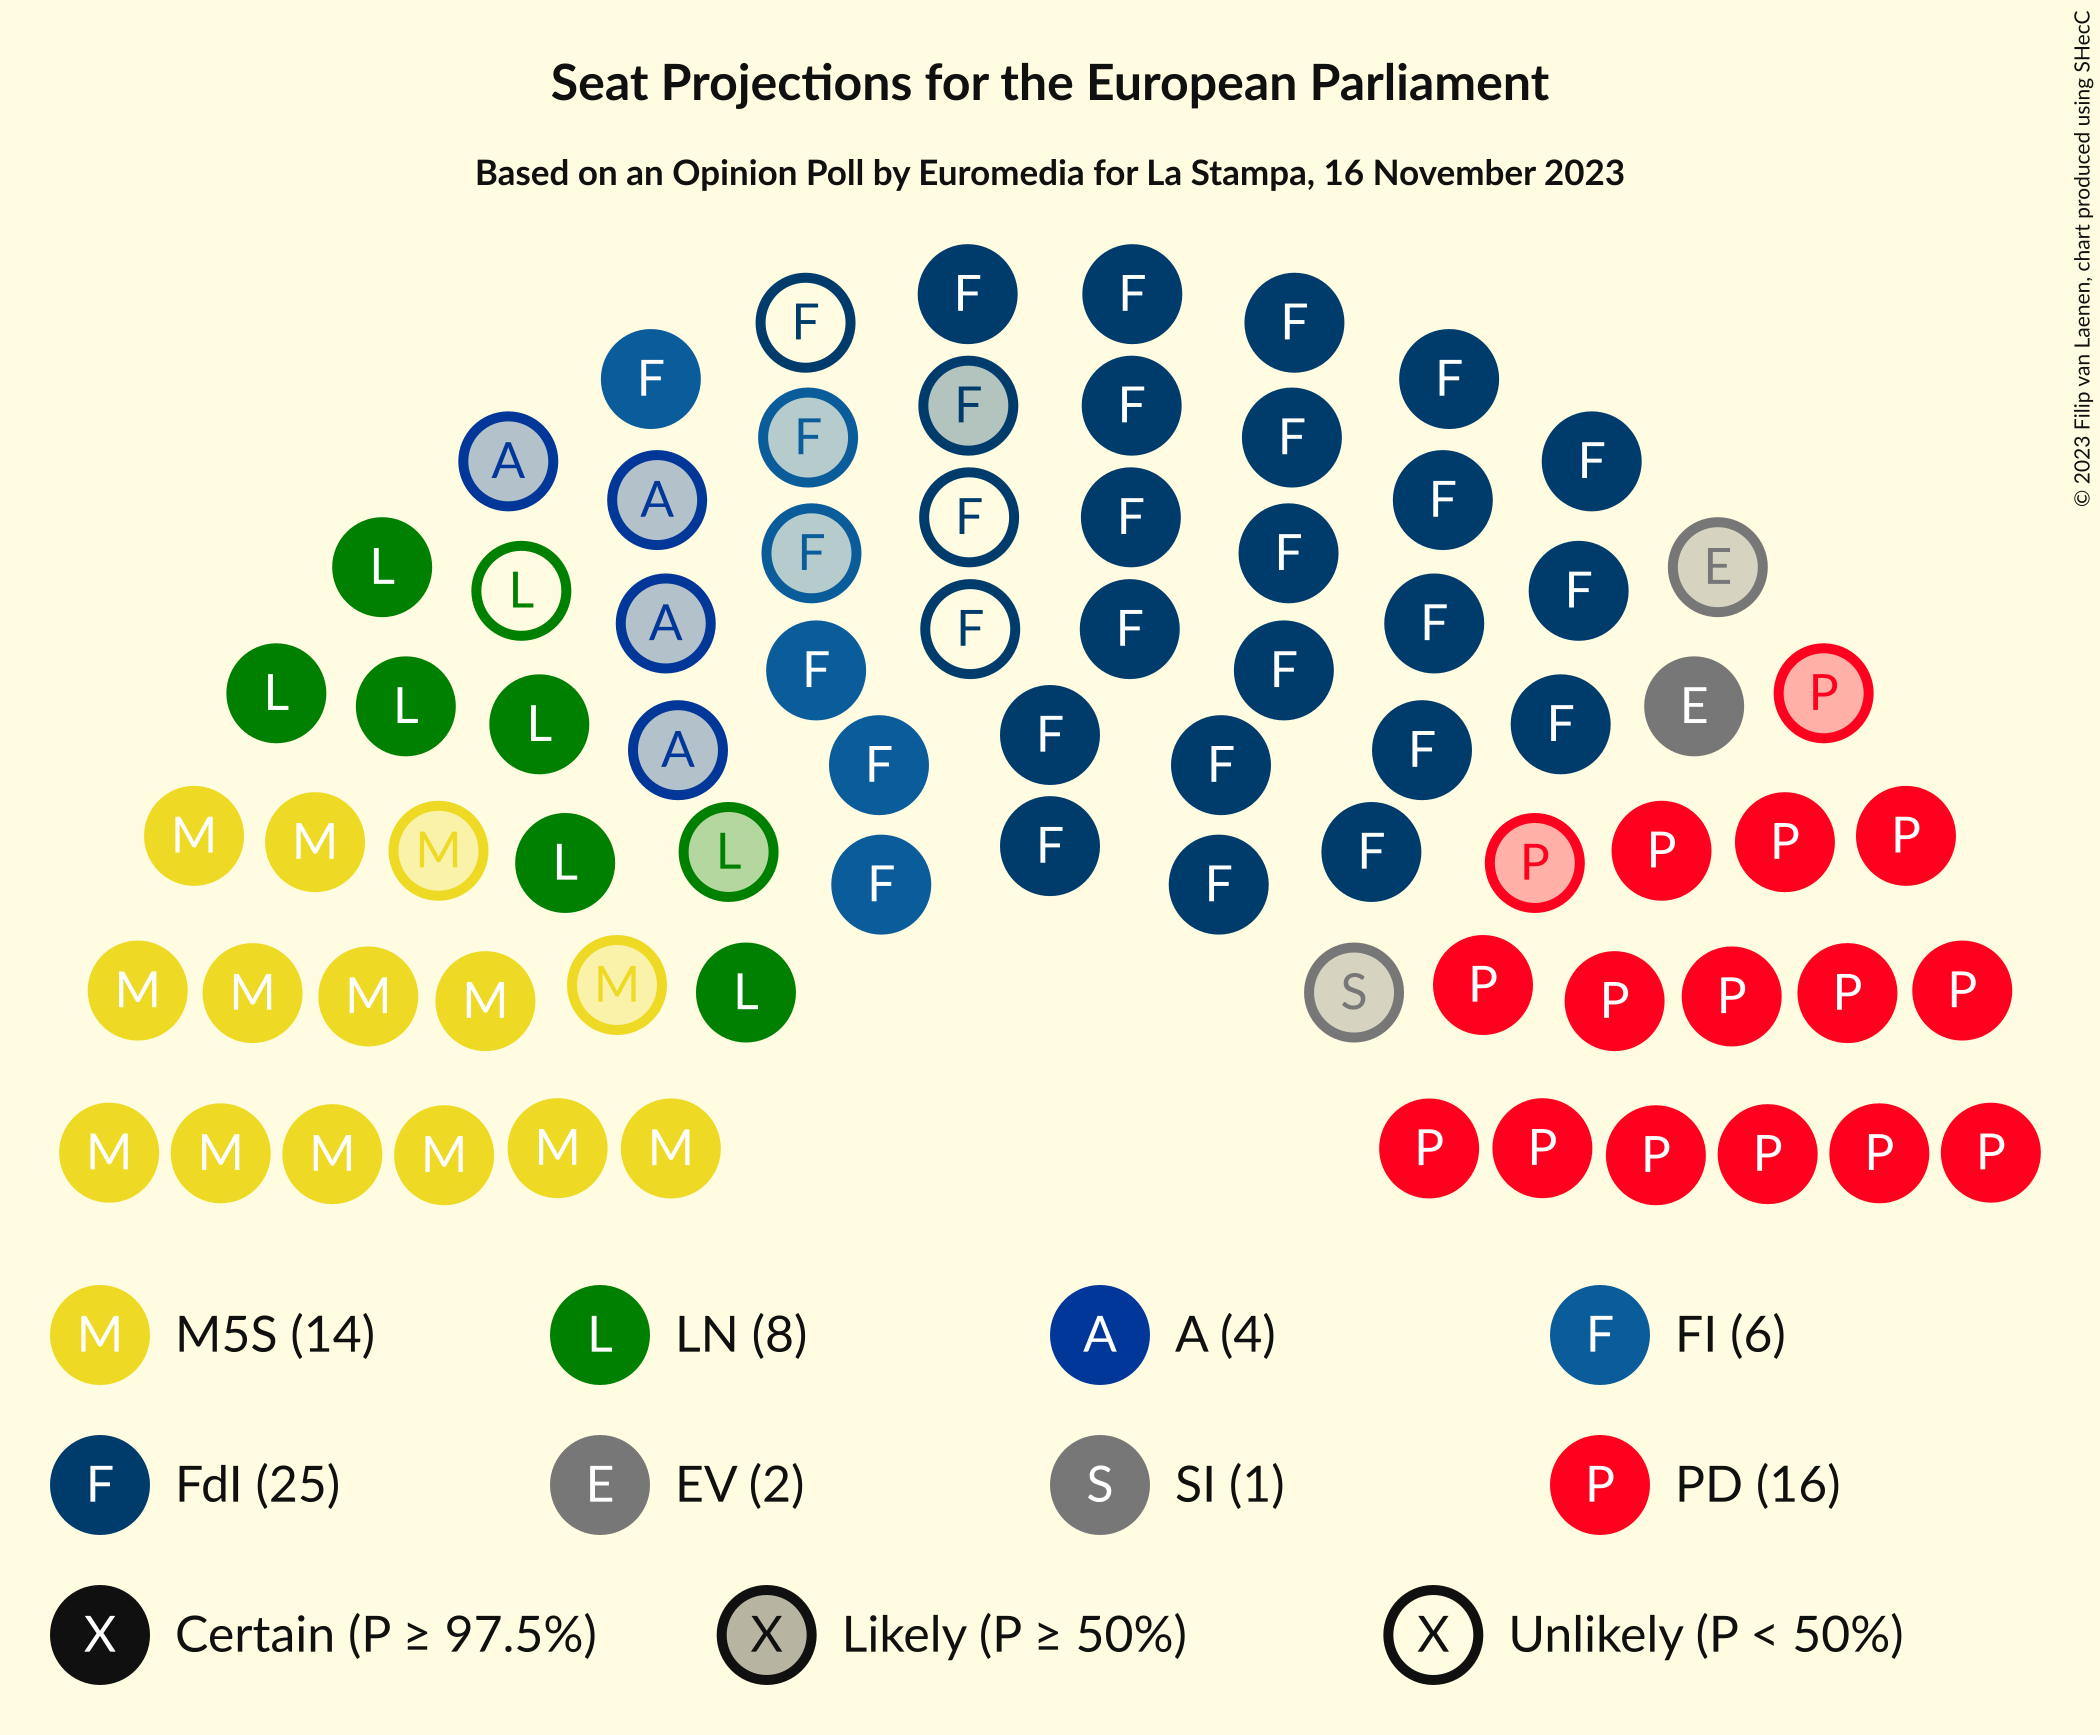 Seat Projections for the European Parliament
Based on an Opinion Poll by Euromedia for La Stampa, 16 November 2023
© 2023 Filip van Laenen, chart produced using SHecC
F F
F F
F F
F F
F F
F F
A F
F F
A F
F F
L E
L F
A F
L P
L E
L F
A F
F F
F F
M P
M P
M P
L P
L F
F F
F
M P
M P
M P
M P
M P
L S
M M M M M M P P P P P P
M M5S (14) L LN (8) A A (4) F FI (6)
F FdI (25) E EV (2) S SI (1) P PD (16)
X Certain (P ≥ 97.5%) X Likely (P ≥ 50%) X Unlikely (P < 50%)